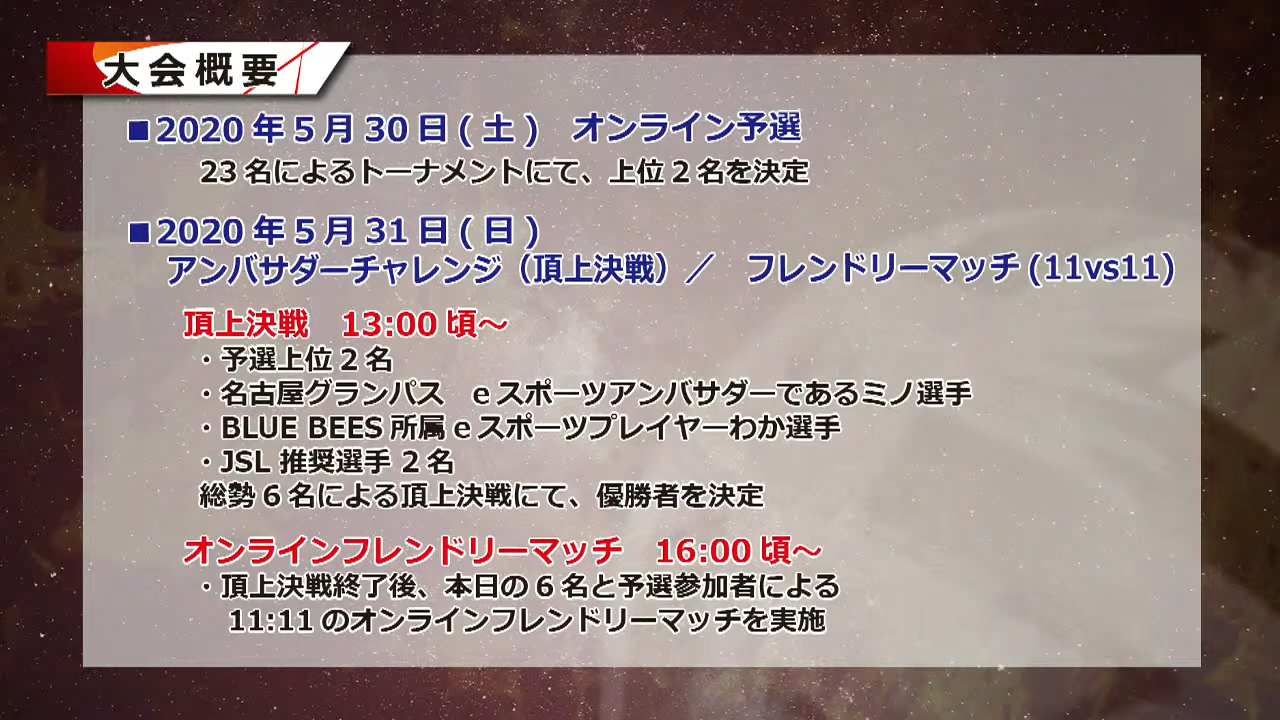 大会概要
■2020年5月30日(土)　オンライン予選
23名によるトーナメントにて、上位2名を決定
■2020年5月31日(日)
アンバサダーチャレンジ（頂上決戦）／　フレンドリーマッチ(11vs11)
頂上決戦　13:00頃～
・予選上位2名
・名古屋グランパス　eスポーツアンバサダーであるミノ選手
・BLUE BEES所属eスポーツプレイヤーわか選手
・JSL推奨選手2名
総勢6名による頂上決戦にて、優勝者を決定
オンラインフレンドリーマッチ　16:00頃～
・頂上決戦終了後、本日の6名と予選参加者による
11:11のオンラインフレンドリーマッチを実施